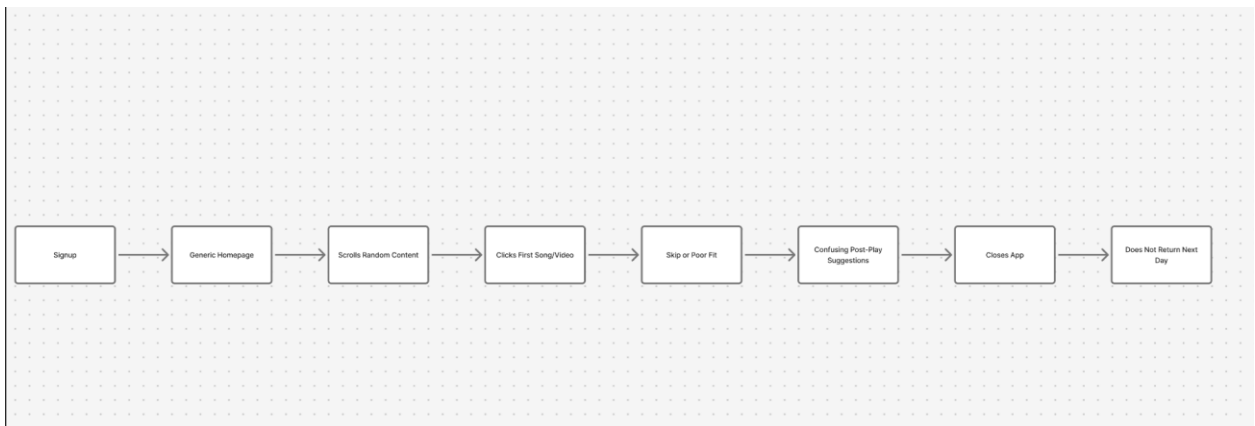 Signup
Generic Homepage
Scrolls Random Content
Clicks First Song/Video
Skip or Poor Fit
Confusing Post-Play
Suggestions
Closes App
Does Not Return Next
Day